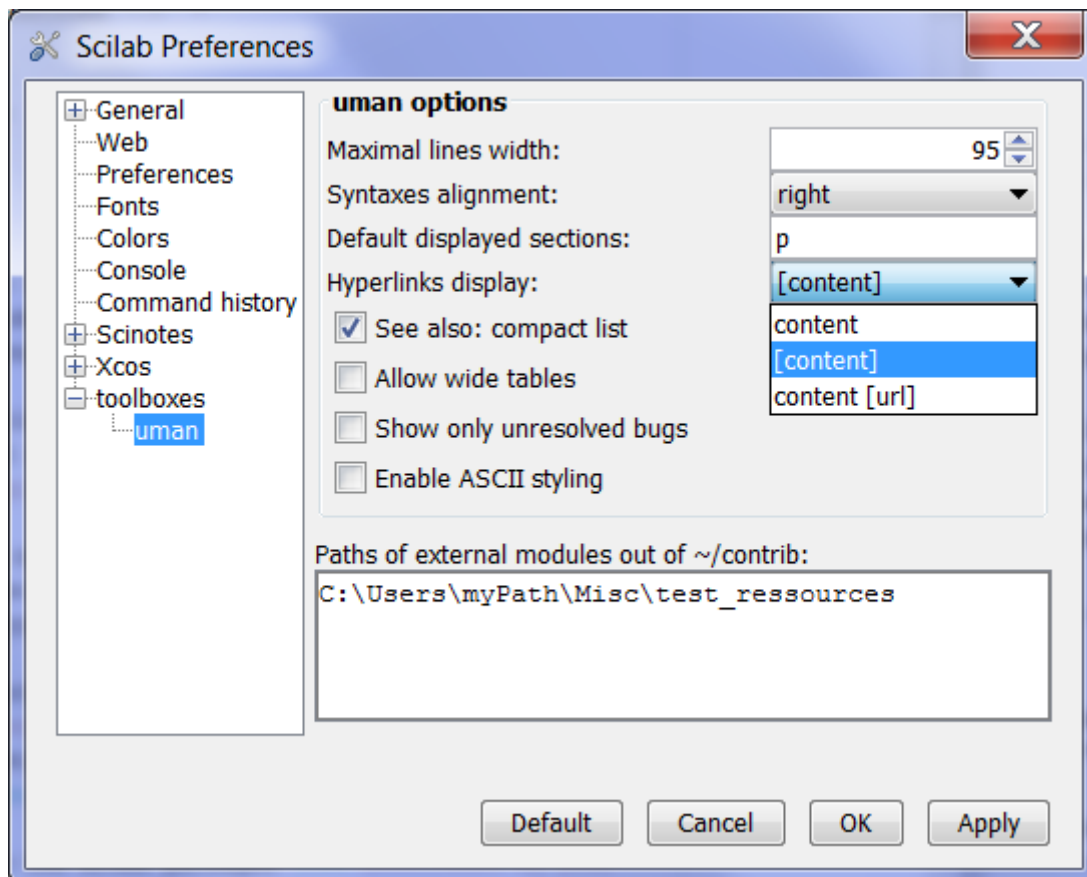 Scilab Preferences
X
General
Web
Preferences
Fonts
Colors
Console
Command history
Scinotes
Xcos
toolboxes
uman
uman options
Maximal lines width: 95
Syntaxes alignment: right
Default displayed sections: p
Hyperlinks display: [content]
content
[content]
content [url]
See also: compact list
Allow wide tables
Show only unresolved bugs
Enable ASCII styling
Paths of external modules out of ~/contrib:
C:\Users\myPath\Misc\test_ressources
Default Cancel OK Apply